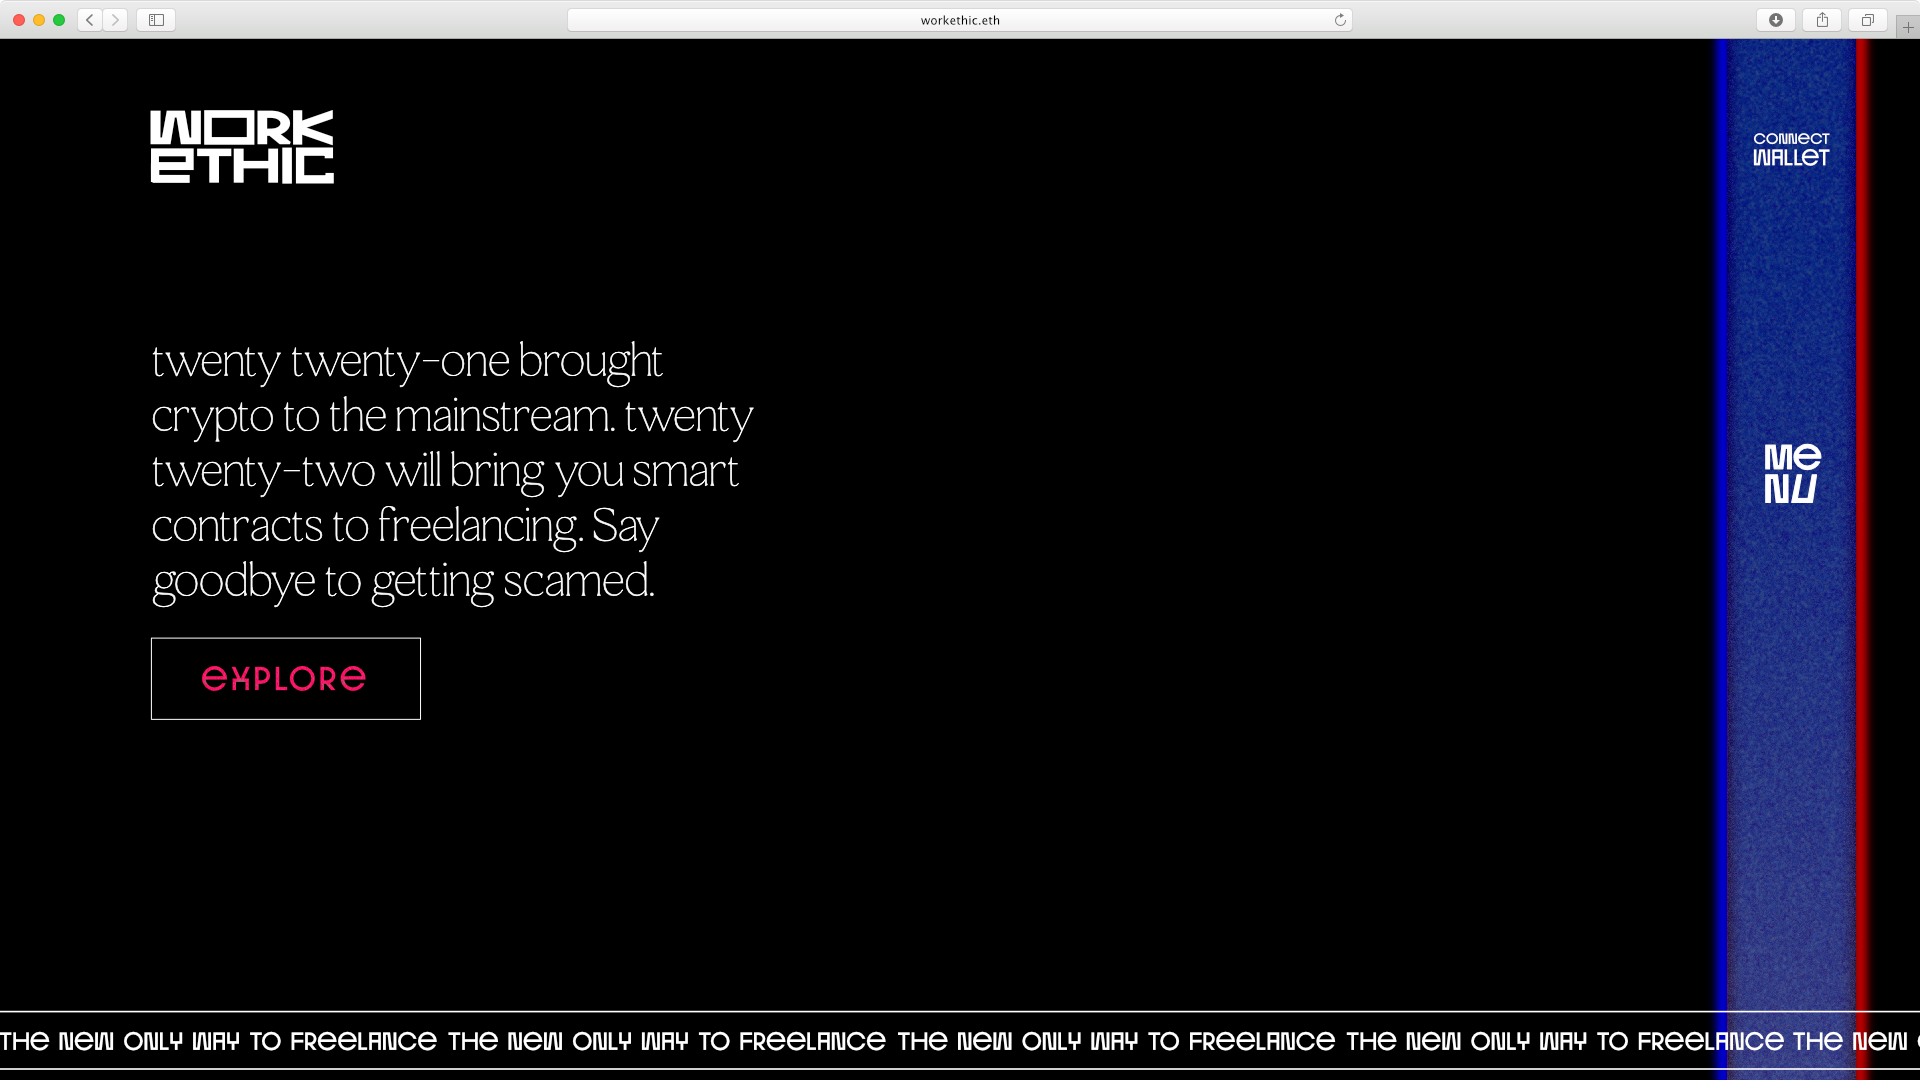 workethic.eth
WORK
eTHIC
CONNECT
WALLeT
Me
NU
twenty twenty-one brought
crypto to the mainstream. twenty
twenty-two will bring you smart
contracts to freelancing. Say
goodbye to getting scamed.
eXPLORe
THe NeW ONLY WAY TO FReeLANCe THe NeW ONLY WAY TO FReeLANCe THe NeW ONLY WAY TO FReeLANCe THe NeW ONLY WAY TO FReeLANCe THe NeW